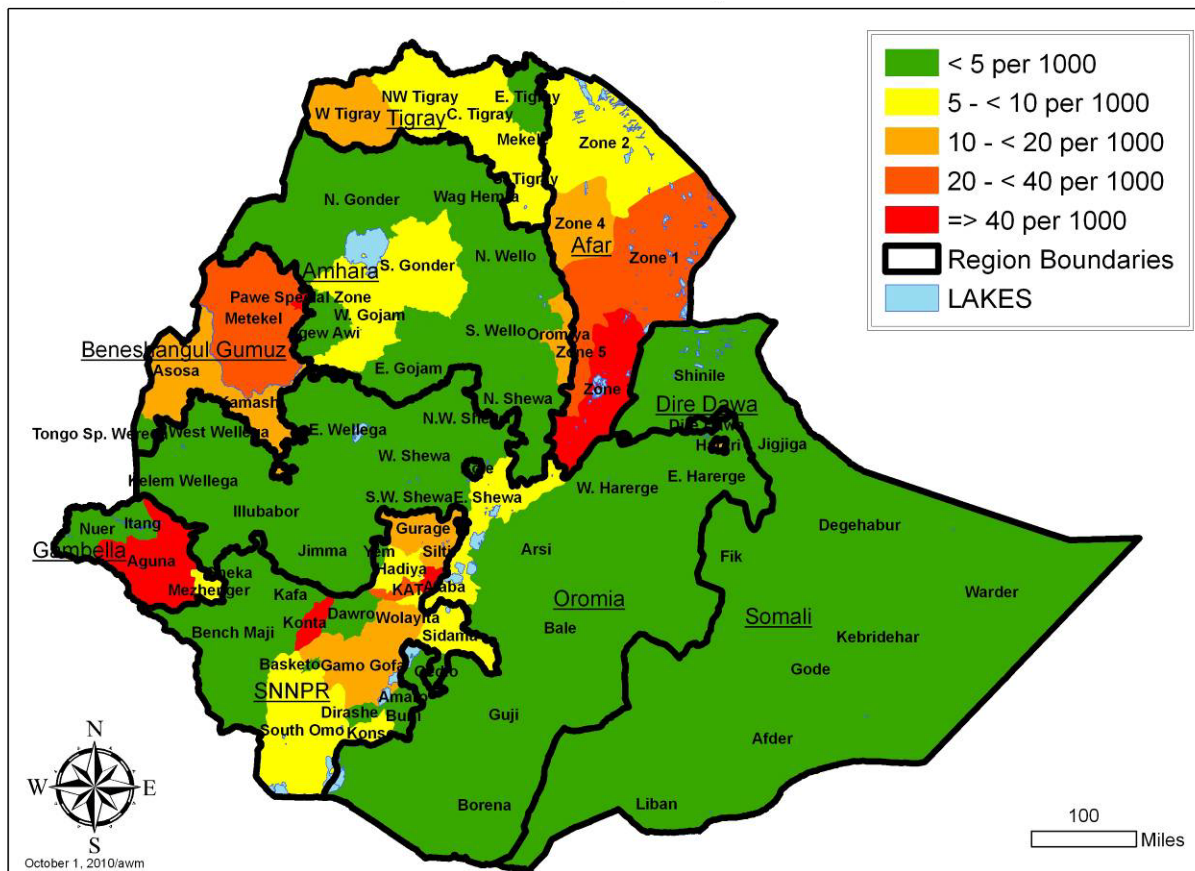 < 5 per 1000
5 - < 10 per 1000
10 - < 20 per 1000
20 - < 40 per 1000
=> 40 per 1000
Region Boundaries
LAKES
NW Tigray
E. Tigray
W Tigray
Tigray
C. Tigray
Zone 2
N. Gonder
Wag Hemra
Zone 4
Afar
Zone 1
N. Wello
S. Gonder
Amhara
Pawe Special Zone
Metekel
W. Gojam
S. Wello
Oromiya
Zone 5
Beneshangul Gumuz
Asosa
E. Gojam
Shinile
Zone
N. Shewa
Dire Dawa
Tongo Sp.
West Wellega
E. Wellega
Jigjiga
W. Shewa
Kelem Wellega
S.W. Shewa
E. Shewa
W. Harerge
E. Harerge
Illubabor
Nuer
Itang
Gurage
Degehabur
Gambella
Jimma
Yem
Arsi
Fik
Aguna
Hadiya
Mezhenger
Kafa
KAT
Warder
Konta
Dawro
Wolayita
Oromia
Somali
Bench Maji
Sidama
Bale
Kebridehar
Basketo
Gamo Gofa
Gode
SNNPR
Dirashe
Guji
South Omo
Afder
Borena
Liban
N
W
E
S
October 1, 2010/awm
100
Miles